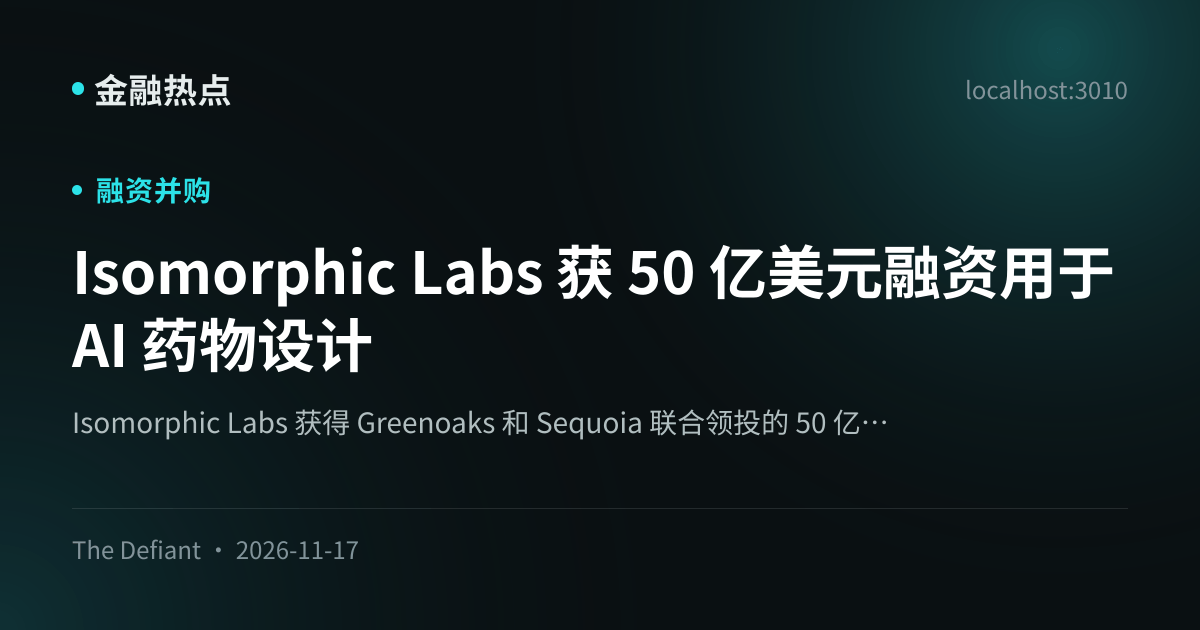 金融热点
localhost:3010
融资并购
Isomorphic Labs 获 50 亿美元融资用于
AI 药物设计
Isomorphic Labs 获得 Greenoaks 和 Sequoia 联合领投的 50 亿…
The Defiant · 2026-11-17